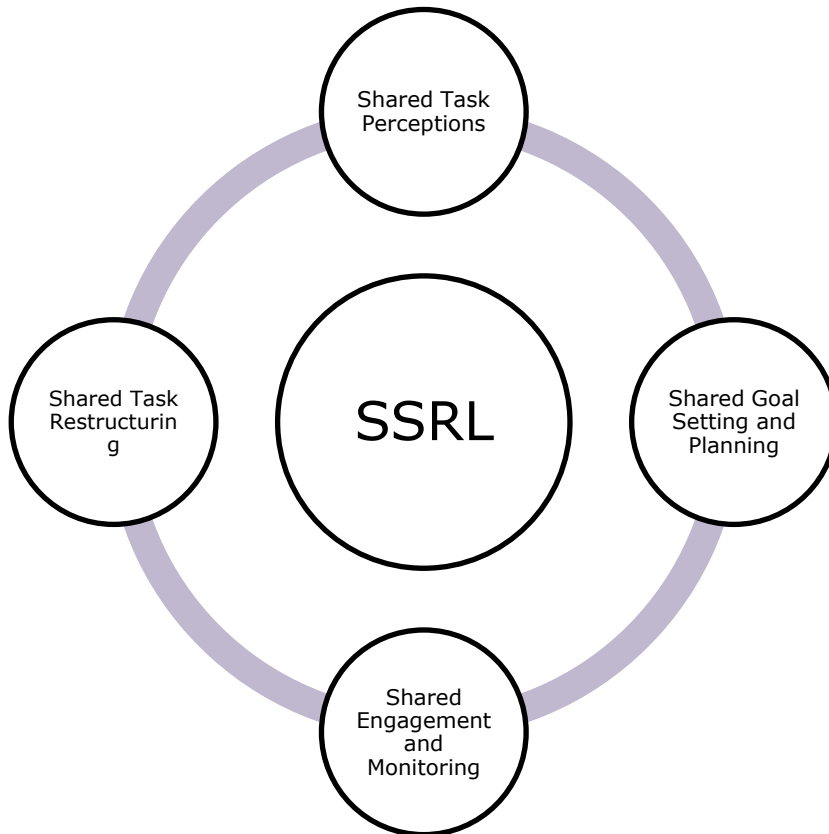 Shared Task
Perceptions
Shared Task
Restructurin
g
SSRL
Shared Goal
Setting and
Planning
Shared
Engagement
and
Monitoring